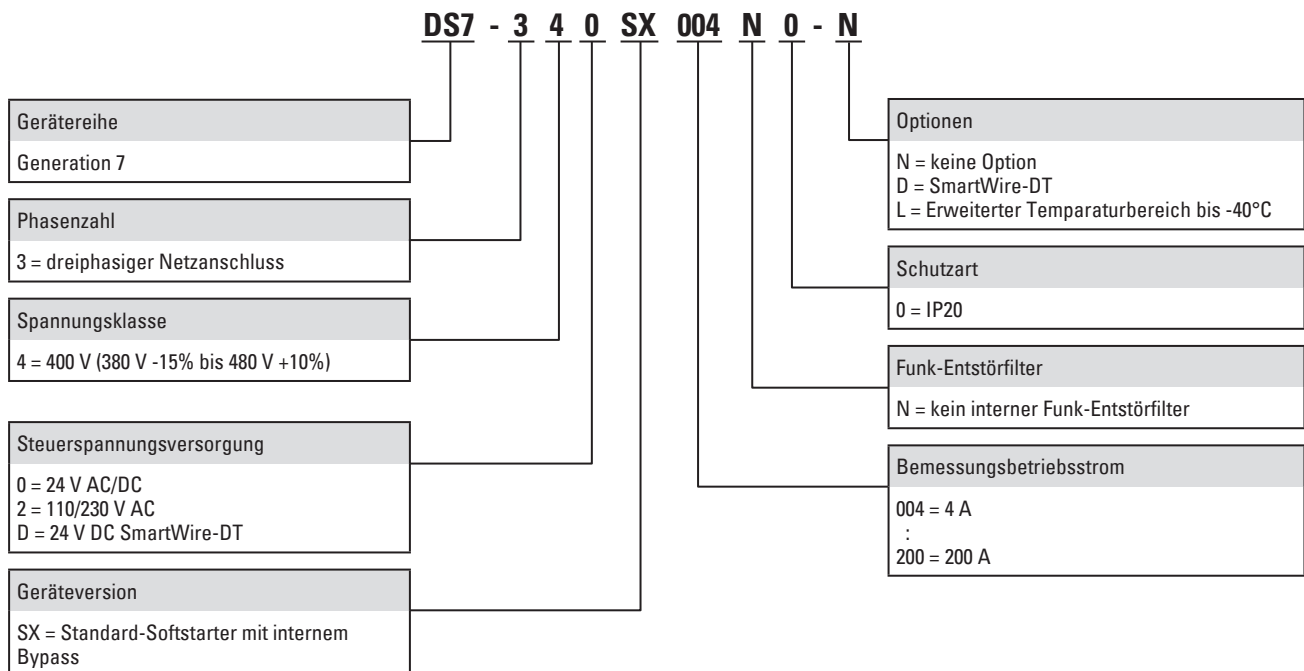 DS7 - 3 4 0 SX 004 N 0 - N
Gerätereihe
Generation 7
Phasenzahl
3 = dreiphasiger Netzanschluss
Spannungsklasse
4 = 400 V (380 V -15% bis 480 V +10%)
Steuerspannungsversorgung
0 = 24 V AC/DC
2 = 110/230 V AC
D = 24 V DC SmartWire-DT
Geräteversion
SX = Standard-Softstarter mit internem
Bypass
Optionen
N = keine Option
D = SmartWire-DT
L = Erweiterter Temparaturbereich bis -40°C
Schutzart
0 = IP20
Funk-Entstörfilter
N = kein interner Funk-Entstörfilter
Bemessungsbetriebsstrom
004 = 4 A
:
200 = 200 A